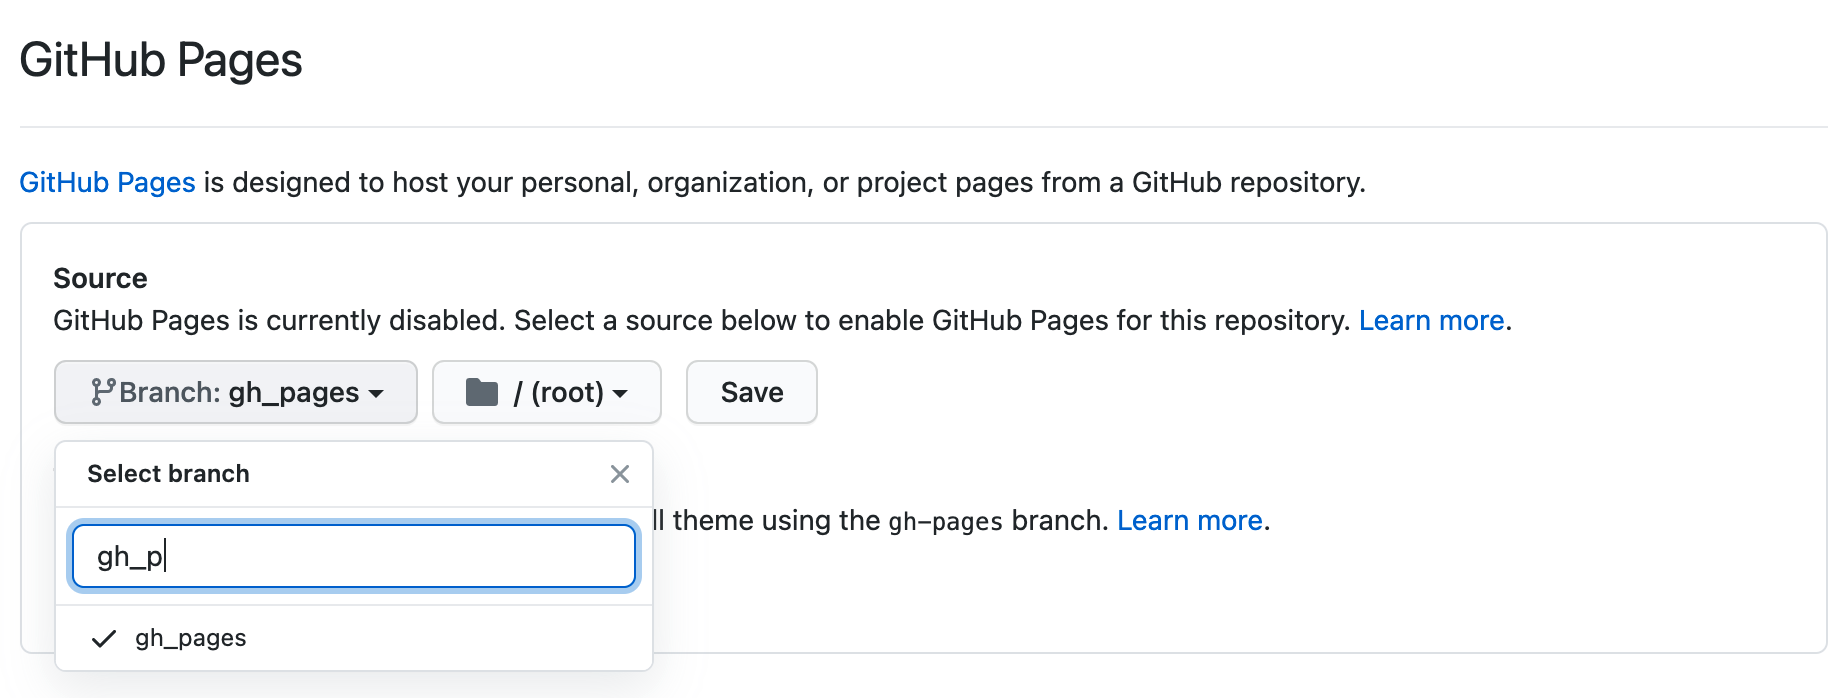 GitHub Pages
GitHub Pages is designed to host your personal, organization, or project pages from a GitHub repository.
Source
GitHub Pages is currently disabled. Select a source below to enable GitHub Pages for this repository. Learn more.
Branch: gh_pages / (root) Save
Select branch
theme using the gh-pages branch. Learn more.
gh_p
gh_pages